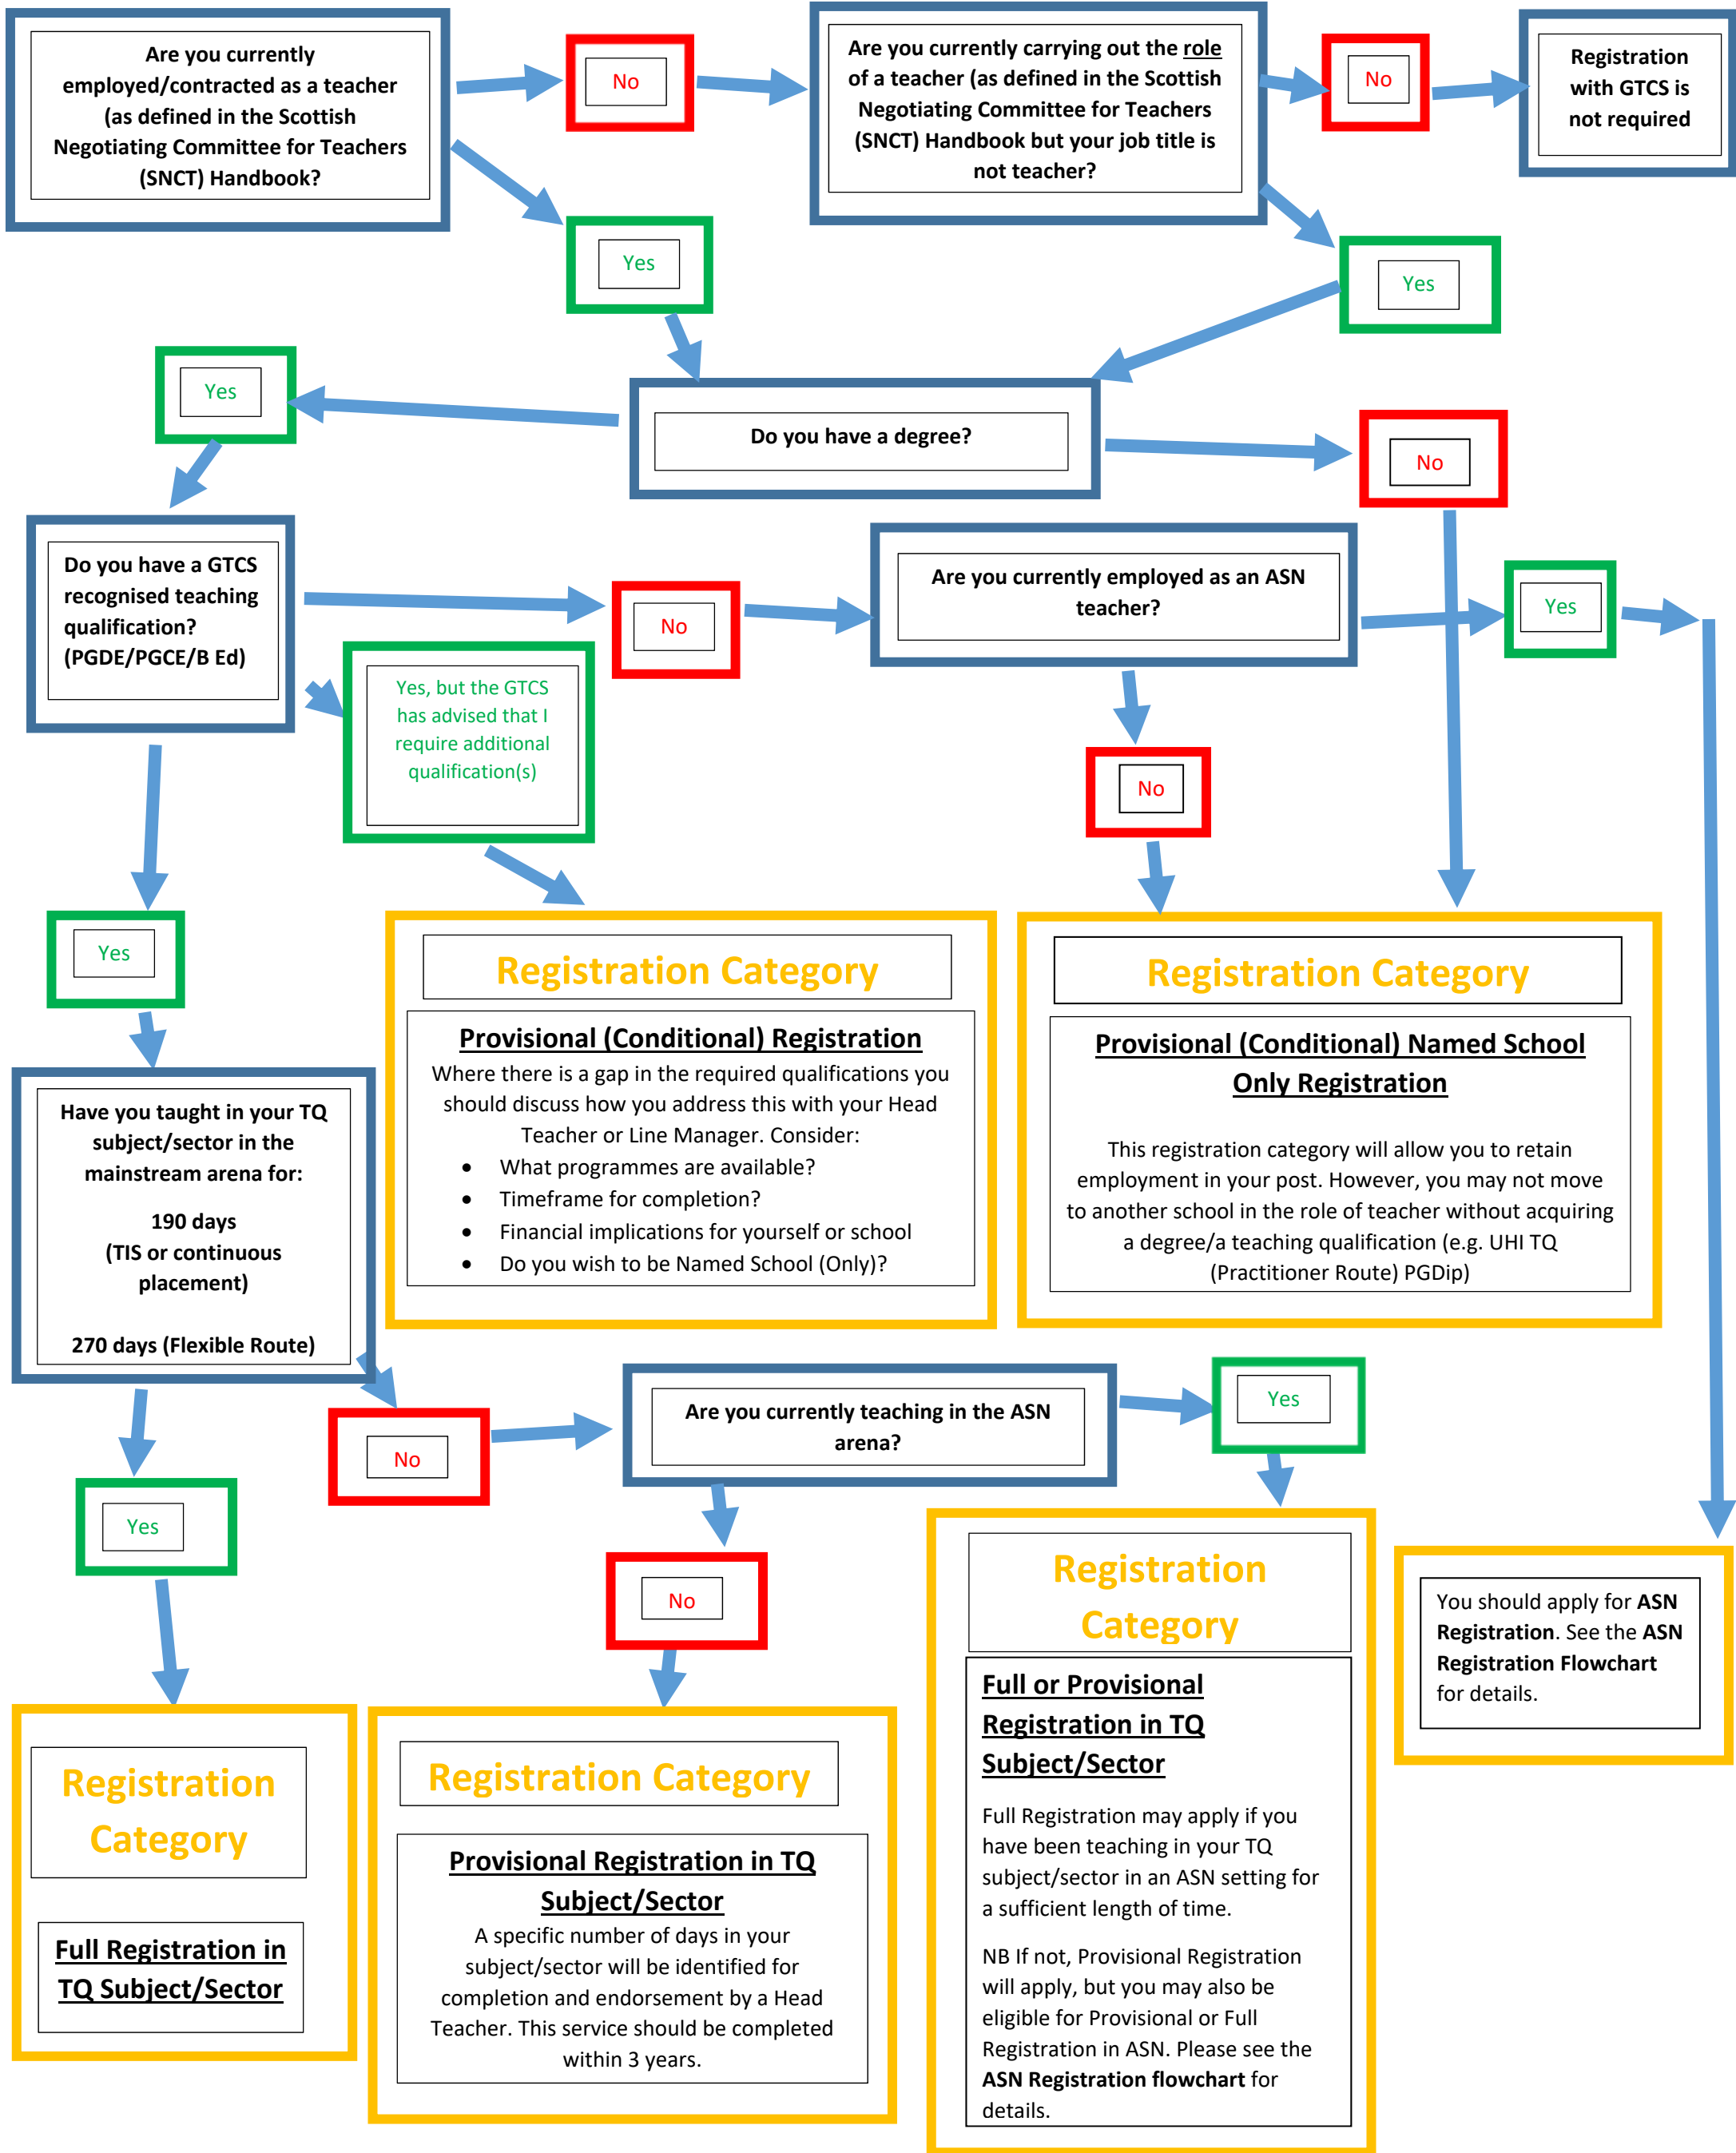 Are you currently
employed/contracted as a teacher
(as defined in the Scottish
Negotiating Committee for Teachers
(SNCT) Handbook?
No
Are you currently carrying out the role
of a teacher (as defined in the Scottish
Negotiating Committee for Teachers
(SNCT) Handbook but your job title is
not teacher?
No
Registration
with GTCS is
not required
Yes
Yes
Yes
Do you have a degree?
No
Do you have a GTCS
recognised teaching
qualification?
(PGDE/PGCE/B Ed)
No
Are you currently employed as an ASN
teacher?
Yes
Yes, but the GTCS
has advised that I
require additional
qualification(s)
No
Yes
Registration Category
Provisional (Conditional) Registration
Where there is a gap in the required qualifications you
should discuss how you address this with your Head
Teacher or Line Manager. Consider:
• What programmes are available?
• Timeframe for completion?
• Financial implications for yourself or school
• Do you wish to be Named School (Only)?
Registration Category
Provisional (Conditional) Named School
Only Registration
This registration category will allow you to retain
employment in your post. However, you may not move
to another school in the role of teacher without acquiring
a degree/a teaching qualification (e.g. UHI TQ
(Practitioner Route) PGDip)
Have you taught in your TQ
subject/sector in the
mainstream arena for:
190 days
(TIS or continuous
placement)
270 days (Flexible Route)
No
Are you currently teaching in the ASN
arena?
Yes
Yes
No
Registration
Category
Full Registration in
TQ Subject/Sector
Registration Category
Provisional Registration in TQ
Subject/Sector
A specific number of days in your
subject/sector will be identified for
completion and endorsement by a Head
Teacher. This service should be completed
within 3 years.
Registration
Category
Full or Provisional
Registration in TQ
Subject/Sector
Full Registration may apply if you
have been teaching in your TQ
subject/sector in an ASN setting for
a sufficient length of time.
NB If not, Provisional Registration
will apply, but you may also be
eligible for Provisional or Full
Registration in ASN. Please see the
ASN Registration flowchart for
details.
You should apply for ASN
Registration. See the ASN
Registration Flowchart
for details.